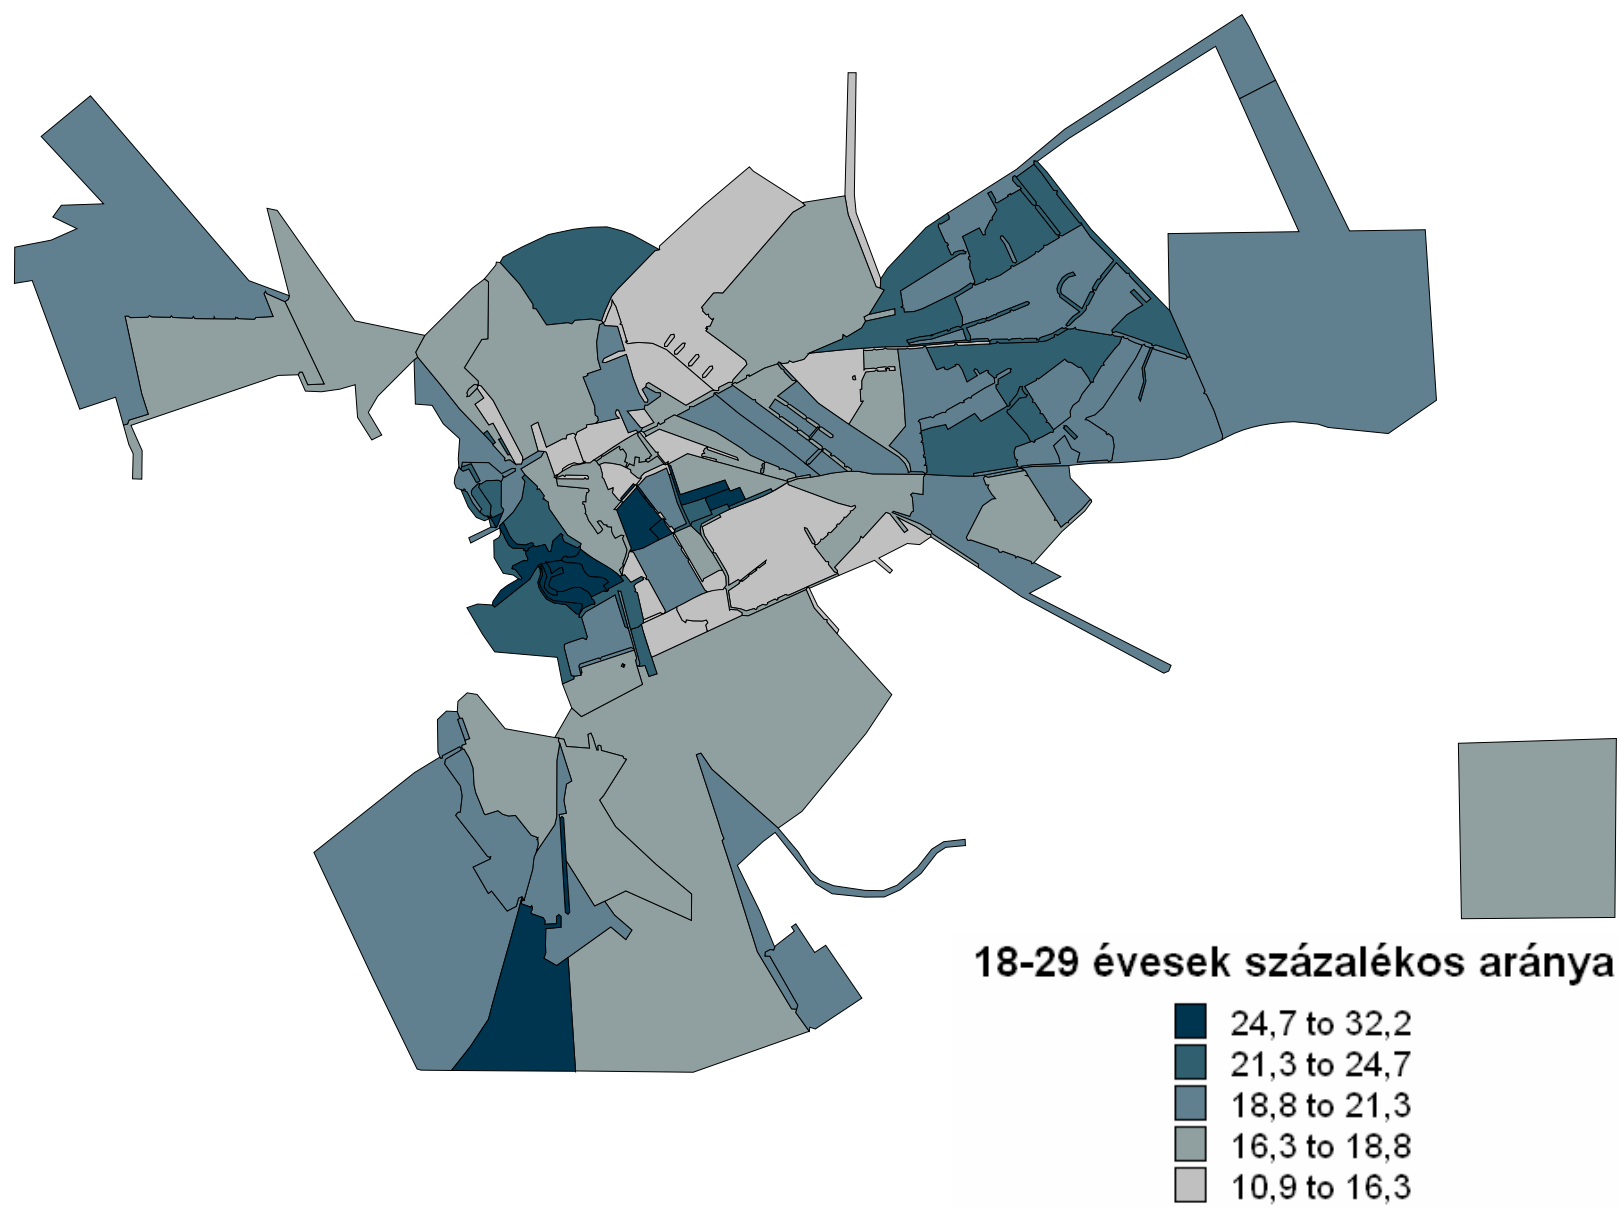 18-29 évesek százalékos aránya
24,7 to 32,2
21,3 to 24,7
18,8 to 21,3
16,3 to 18,8
10,9 to 16,3